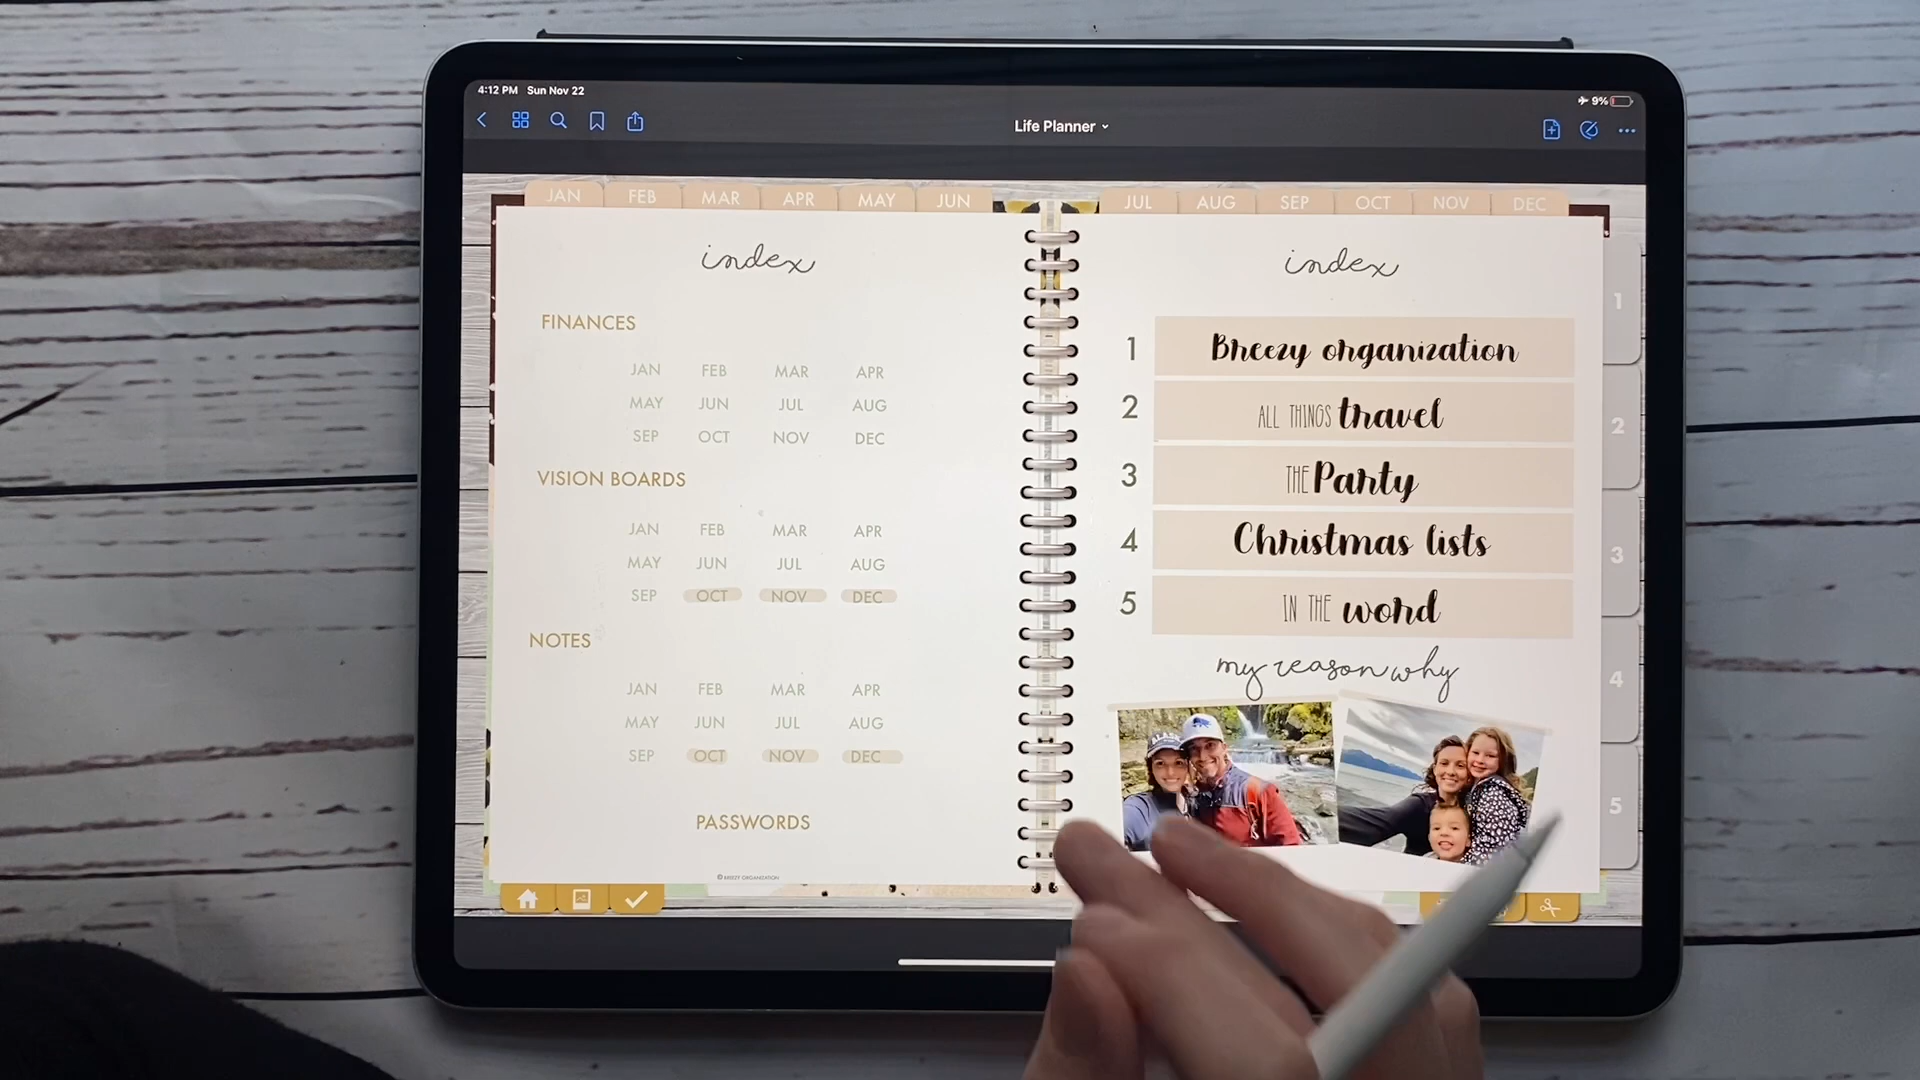 4:12 PM Sun Nov 22
9%
Life Planner
JAN FEB MAR APR MAY JUN
JUL AUG SEP OCT NOV DEC
index
FINANCES
JAN FEB MAR APR
MAY JUN JUL AUG
SEP OCT NOV DEC
VISION BOARDS
JAN FEB MAR APR
MAY JUN JUL AUG
SEP OCT NOV DEC
NOTES
JAN FEB MAR APR
MAY JUN JUL AUG
SEP OCT NOV DEC
PASSWORDS
© BREEZY ORGANIZATION
index
1 Breezy organization
2 ALL THINGS travel
3 THE Party
4 Christmas lists
5 IN THE word
my reason why
ALASKA
1
2
3
4
5